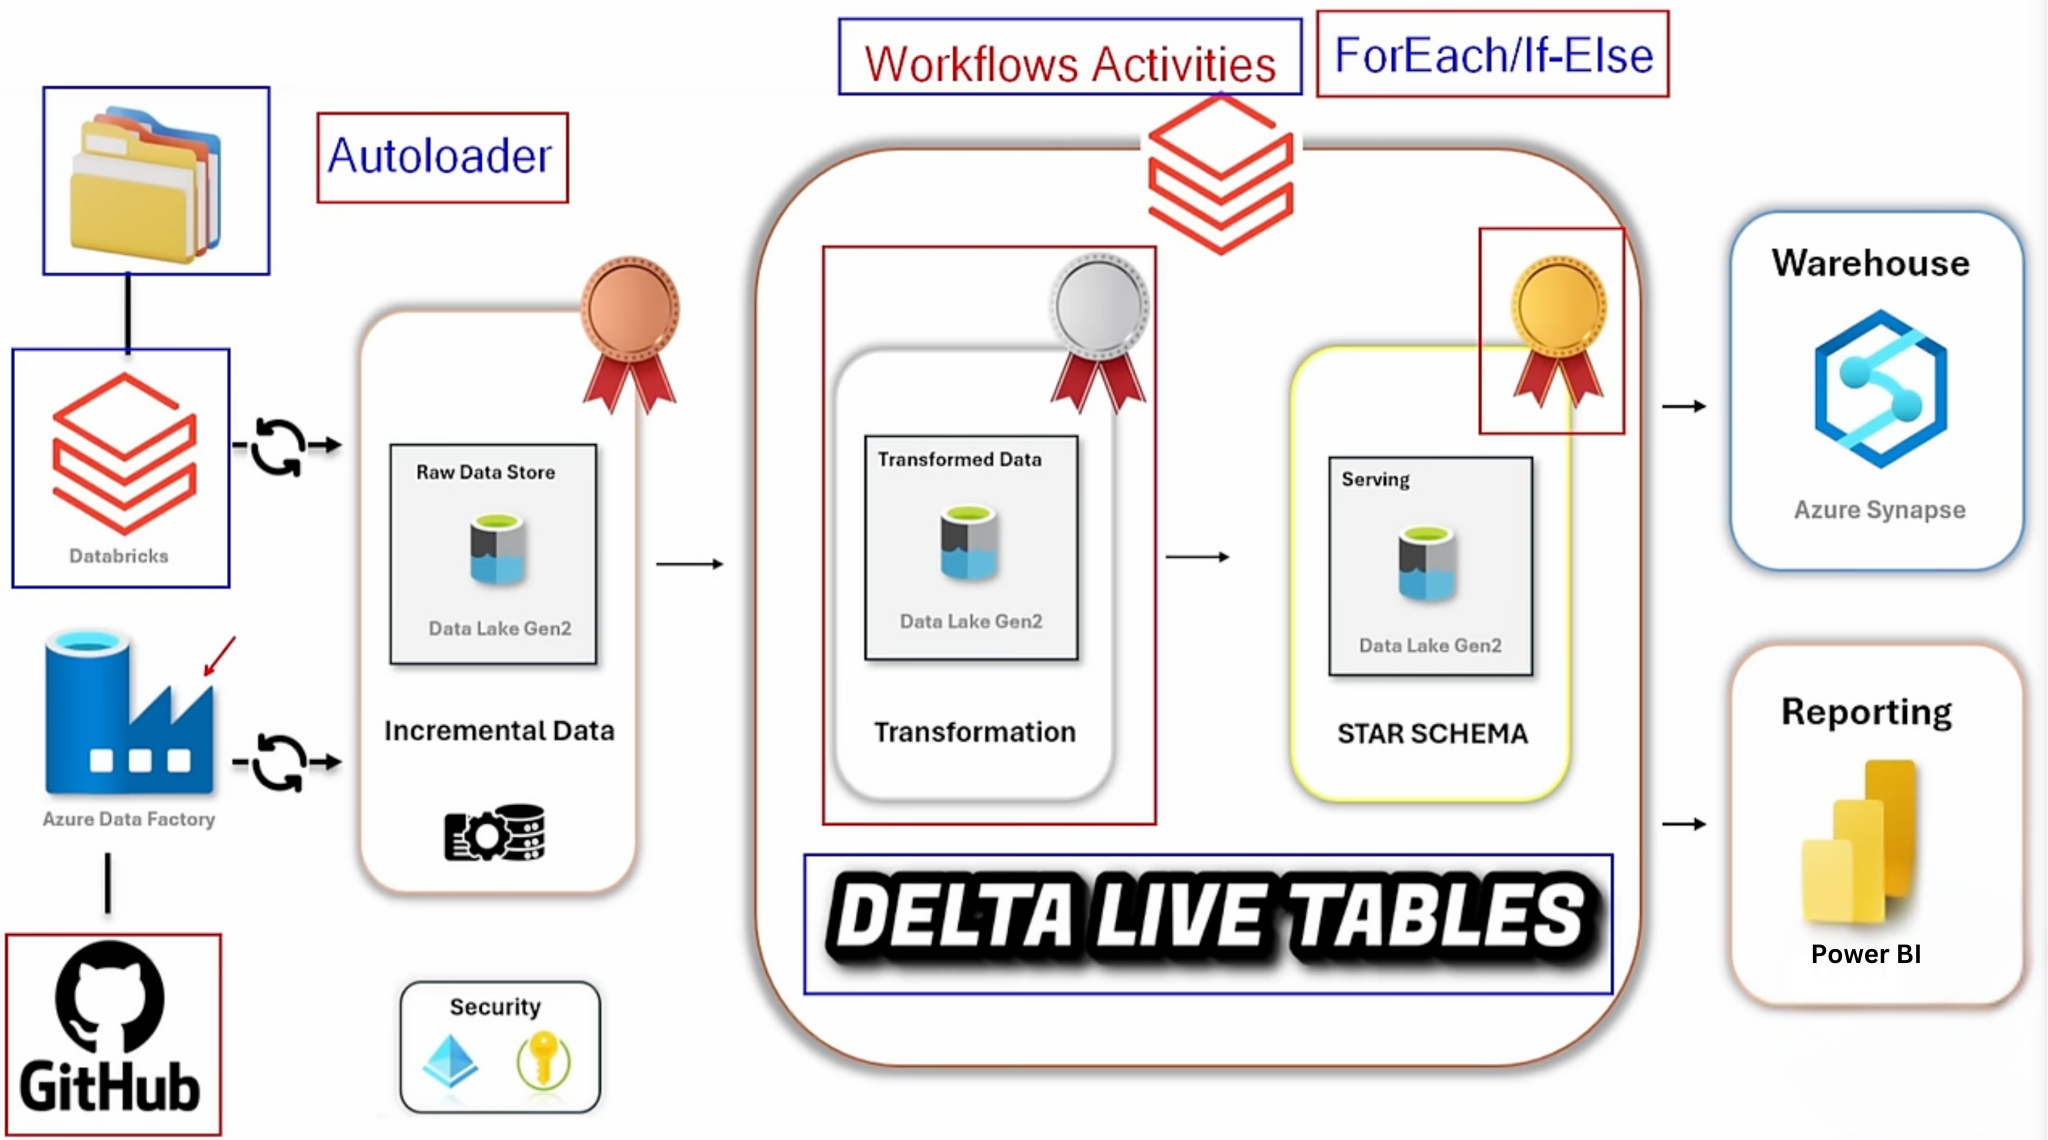 Workflows Activities
ForEach/If-Else
Autoloader
Databricks
Azure Data Factory
GitHub
Raw Data Store
Data Lake Gen2
Incremental Data
Security
Transformed Data
Data Lake Gen2
Transformation
Serving
Data Lake Gen2
STAR SCHEMA
DELTA LIVE TABLES
Warehouse
Azure Synapse
Reporting
Power BI